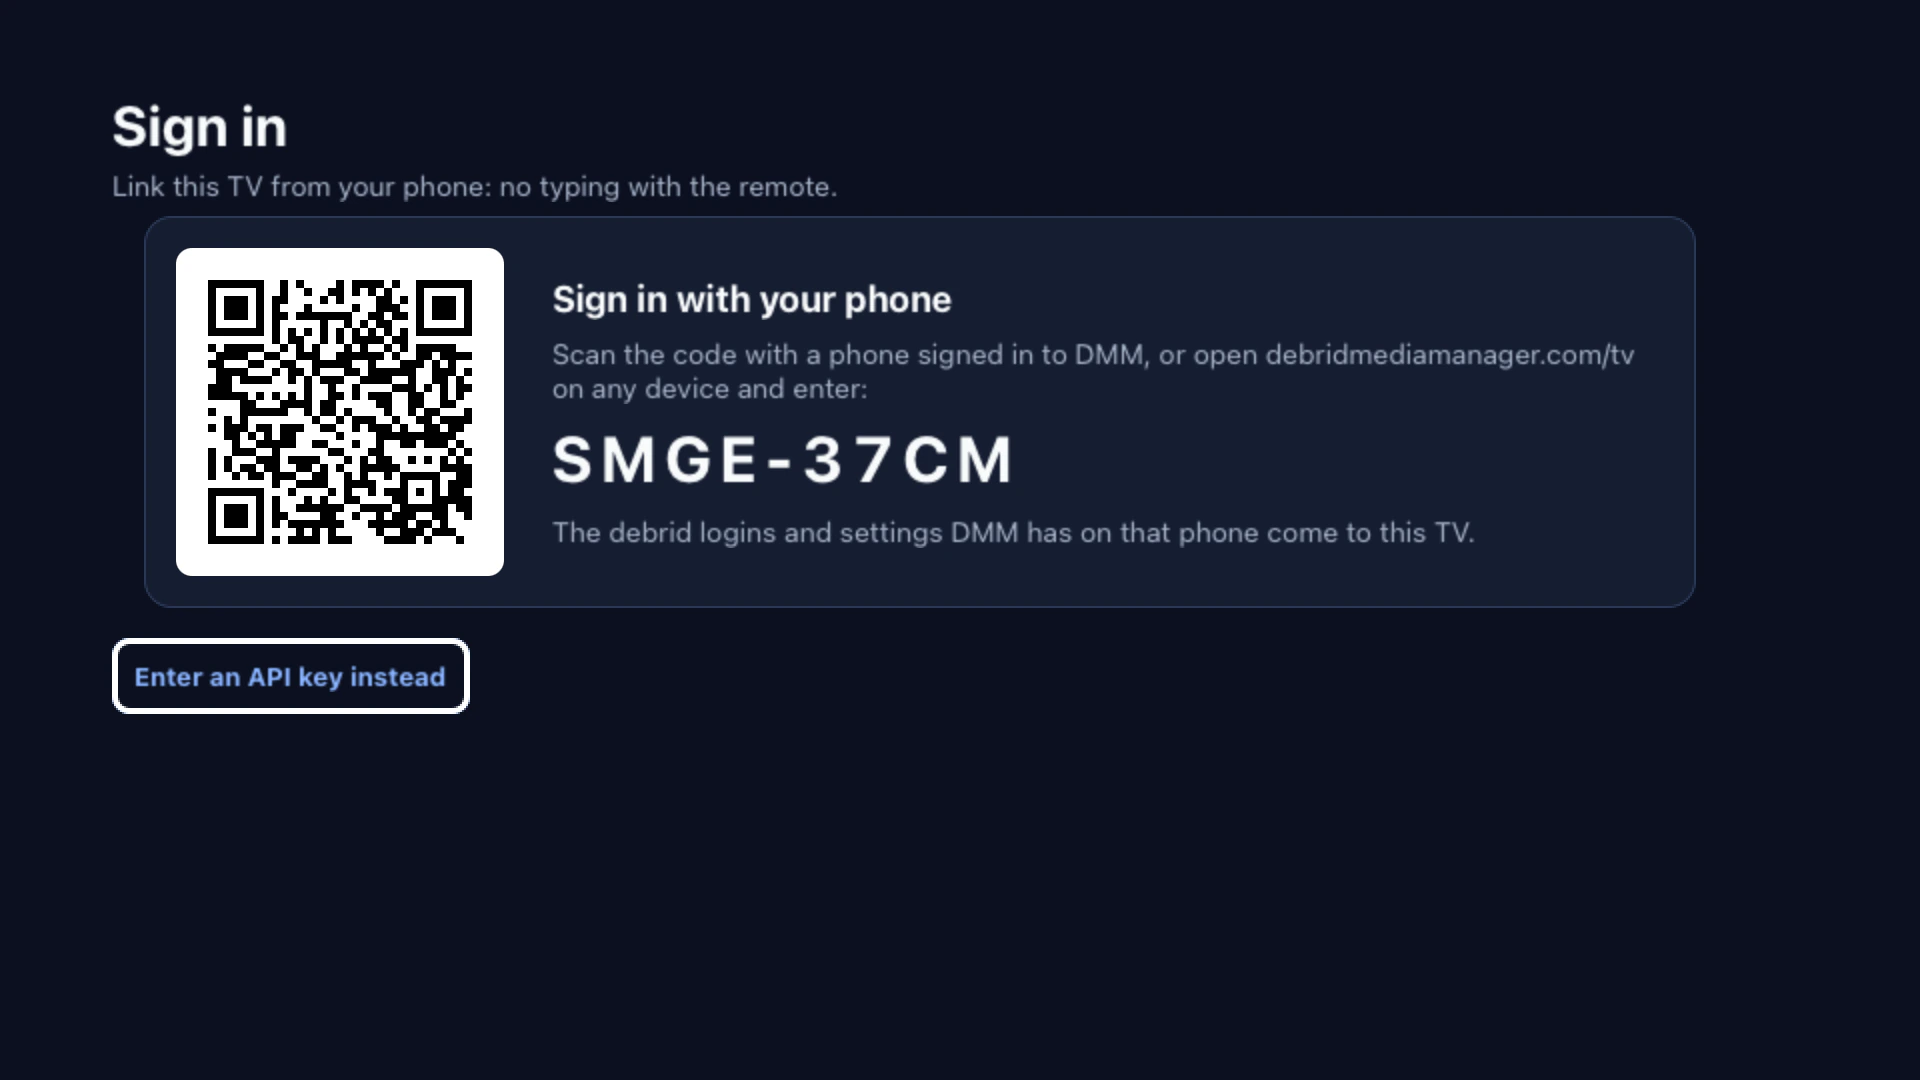 Sign in
Link this TV from your phone: no typing with the remote.
Sign in with your phone
Scan the code with a phone signed in to DMM, or open debridmediamanager.com/tv
on any device and enter:
SMGE-37CM
The debrid logins and settings DMM has on that phone come to this TV.
Enter an API key instead